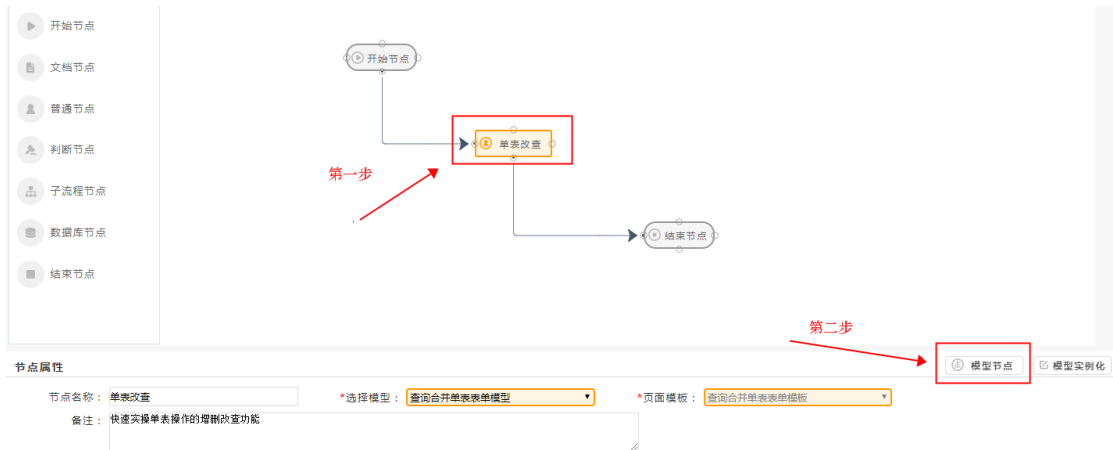 开始节点
文档节点
普通节点
判断节点
子流程节点
数据库节点
结束节点
开始节点
单表改查
第一步
结束节点
第二步
节点属性
模型节点
模型实例化
节点名称： 单表改查
*选择模型： 查询合并单表表单模型
*页面模板： 查询合并单表表单模板
备注： 快速实操单表操作的增删改查功能